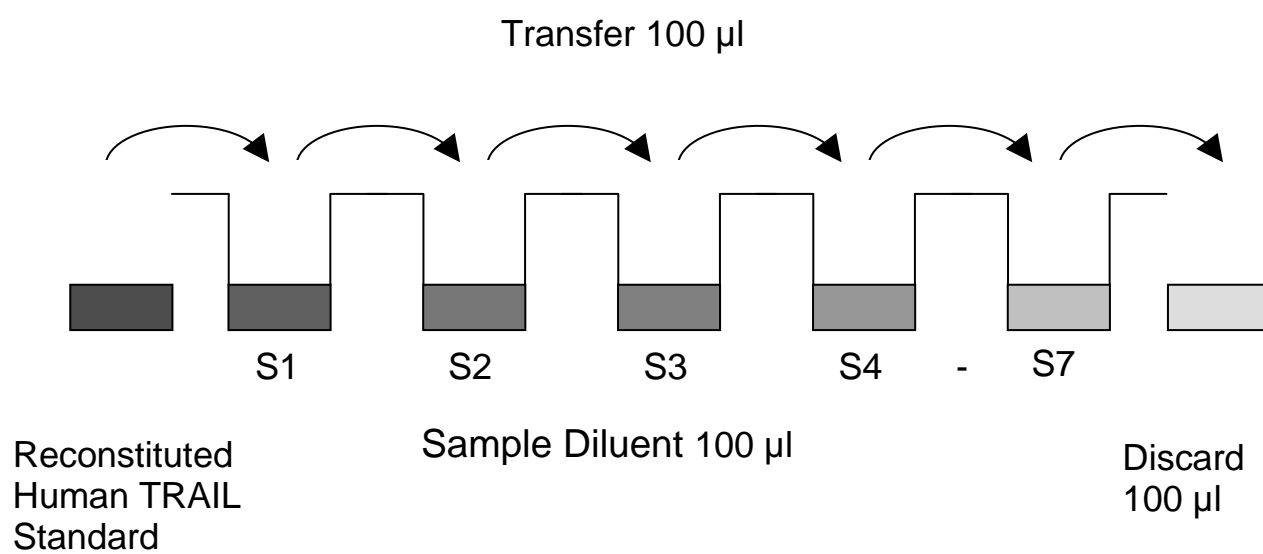 Transfer 100 µl
S1 S2 S3 S4 - S7
Sample Diluent 100 µl
Reconstituted
Human TRAIL
Standard
Discard
100 µl